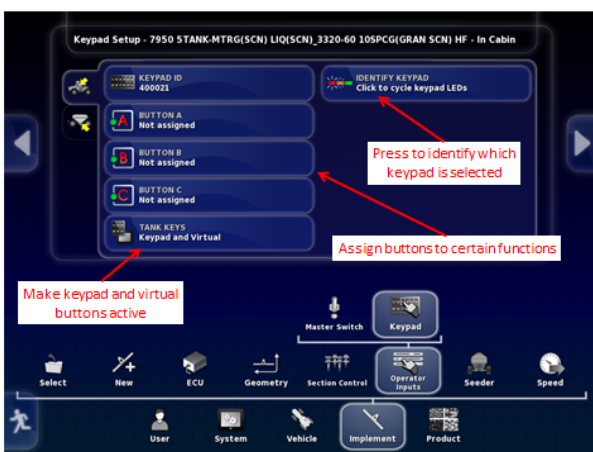 Keypad Setup - 7950 5TANK-MTRG(SCN) LIQ(SCN)_3320-60 10SPCG(GRAN SCN) HF - In Cabin
KEYPAD ID
400021
IDENTIFY KEYPAD
Click to cycle keypad LEDs
A
BUTTON A
Not assigned
B
BUTTON B
Not assigned
Press to identify which
keypad is selected
C
BUTTON C
Not assigned
TANK KEYS
Keypad and Virtual
Assign buttons to certain functions
Make keypad and virtual
buttons active
Master Switch
Keypad
Select
New
ECU
Geometry
Section Control
Operator
Inputs
Seeder
Speed
User
System
Vehicle
Implement
Product